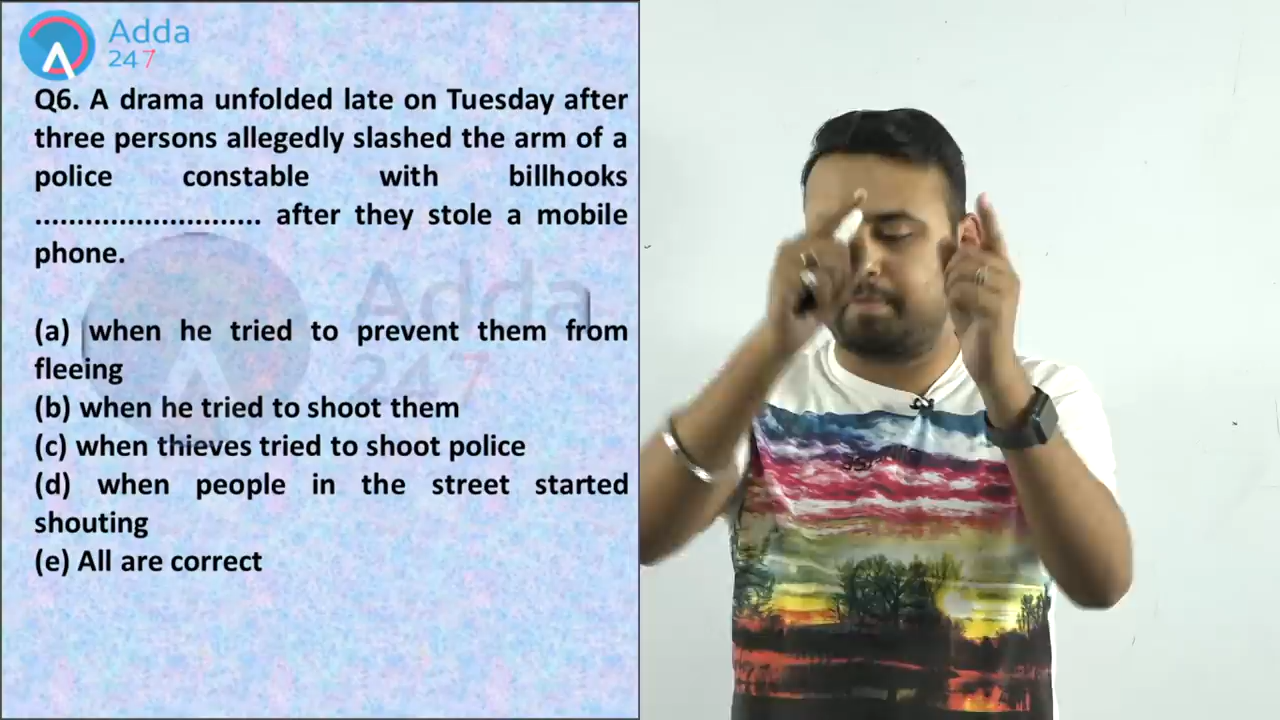 Adda
247
Q6. A drama unfolded late on Tuesday after
three persons allegedly slashed the arm of a
police constable with billhooks
........................... after they stole a mobile
phone.
(a) when he tried to prevent them from
fleeing
(b) when he tried to shoot them
(c) when thieves tried to shoot police
(d) when people in the street started
shouting
(e) All are correct
Adda
247